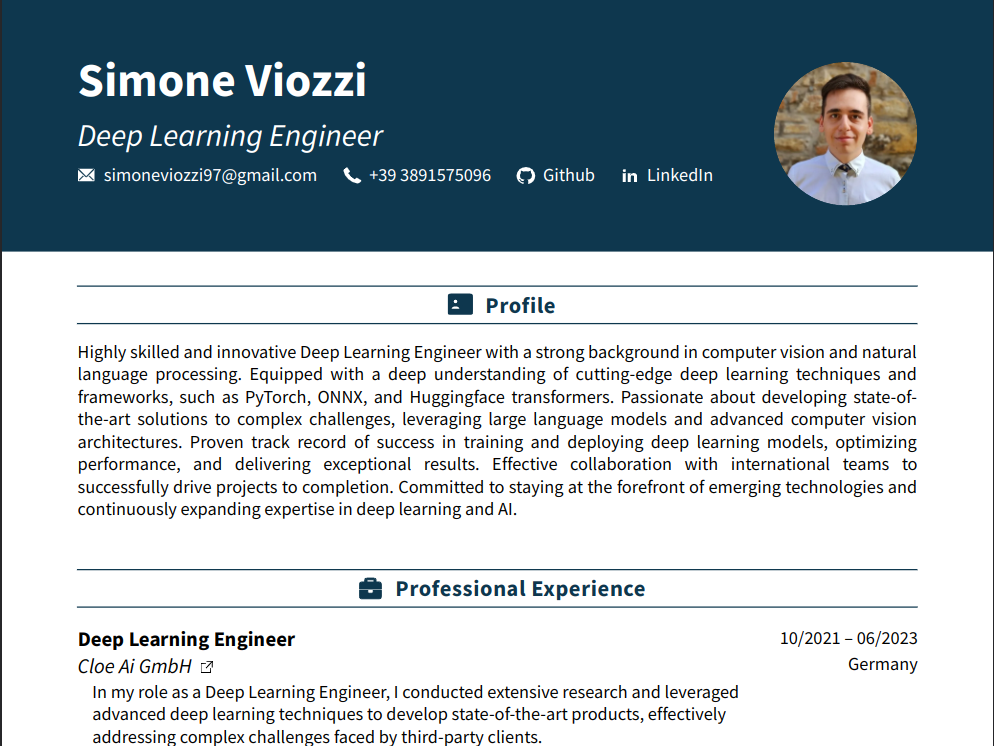 Simone Viozzi
Deep Learning Engineer
simoneviozzi97@gmail.com +39 3891575096 Github in LinkedIn
Profile
Highly skilled and innovative Deep Learning Engineer with a strong background in computer vision and natural
language processing. Equipped with a deep understanding of cutting-edge deep learning techniques and
frameworks, such as PyTorch, ONNX, and Huggingface transformers. Passionate about developing state-of-
the-art solutions to complex challenges, leveraging large language models and advanced computer vision
architectures. Proven track record of success in training and deploying deep learning models, optimizing
performance, and delivering exceptional results. Effective collaboration with international teams to
successfully drive projects to completion. Committed to staying at the forefront of emerging technologies and
continuously expanding expertise in deep learning and AI.
Professional Experience
Deep Learning Engineer 10/2021 – 06/2023
Cloe Ai GmbH Germany
In my role as a Deep Learning Engineer, I conducted extensive research and leveraged
advanced deep learning techniques to develop state-of-the-art products, effectively
addressing complex challenges faced by third-party clients.